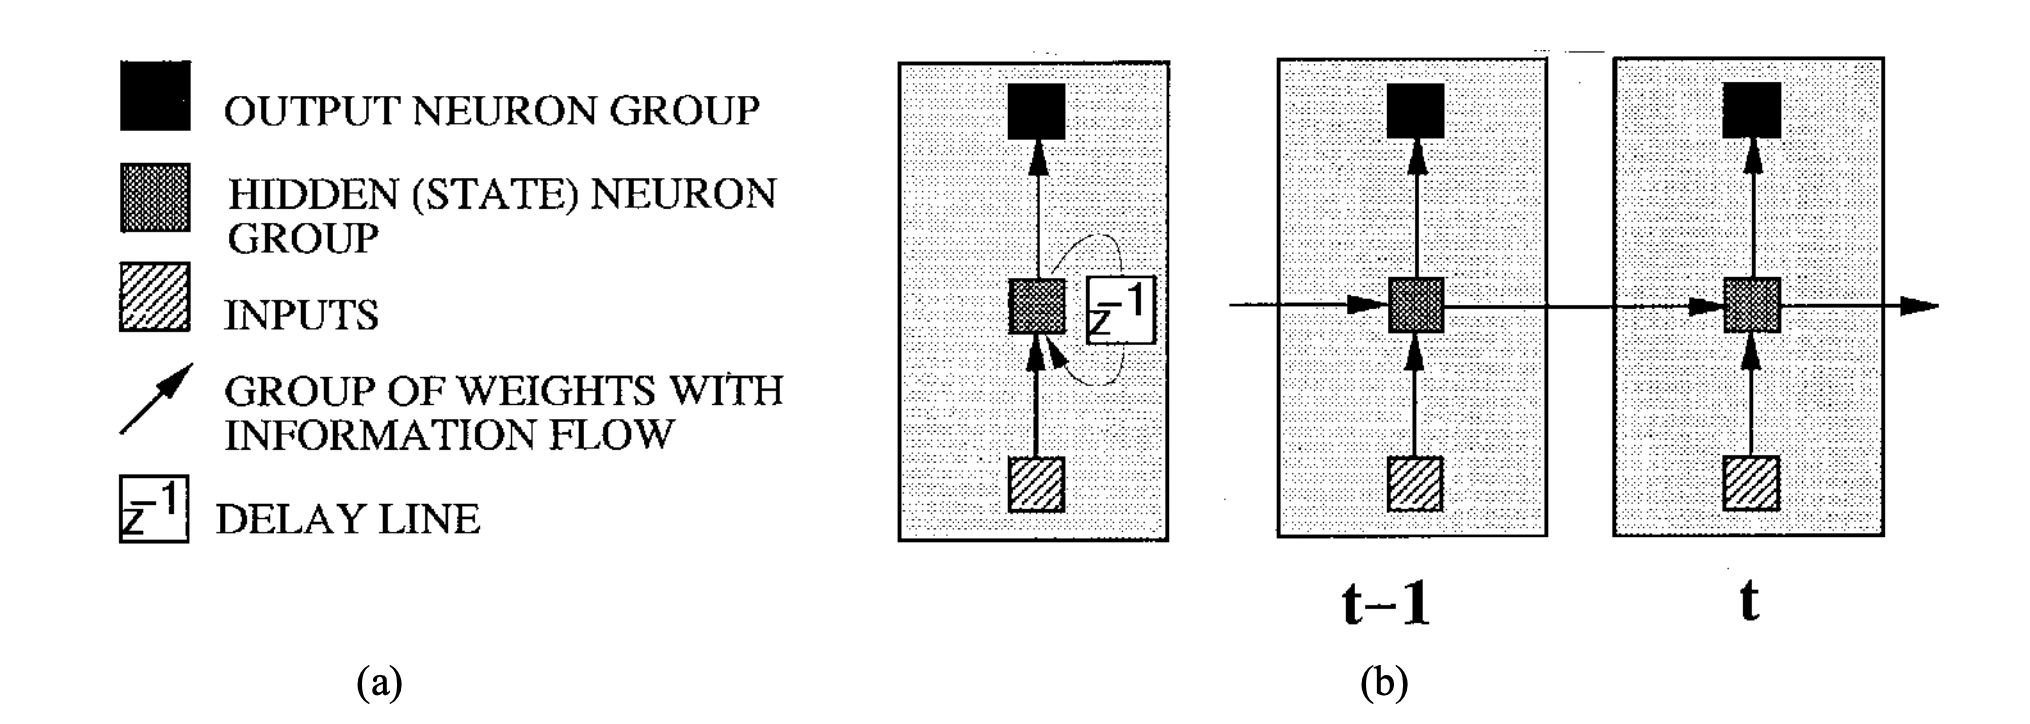 OUTPUT NEURON GROUP
HIDDEN (STATE) NEURON
GROUP
INPUTS
GROUP OF WEIGHTS WITH
INFORMATION FLOW
z−1
DELAY LINE
(a)
z−1
t−1
t
(b)